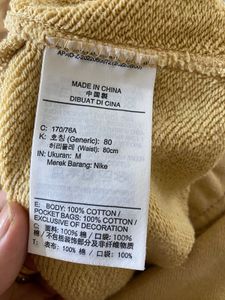 MADE IN CHINA
中国製
DIBUAT DI CINA
C: 170/76A
K: 호칭 (Generic): 80
허리둘레 (Waist): 80cm
IN: Ukuran: M
Merek Barang: Nike
E: BODY: 100% COTTON /
POCKET BAGS: 100% COTTON /
EXCLUSIVE OF DECORATION
C: 面料: 100% 棉 / 口袋: 100%
棉, 不包括装饰部分及非纤维物质
T: 表布: 100% 棉 / 口袋: 100%